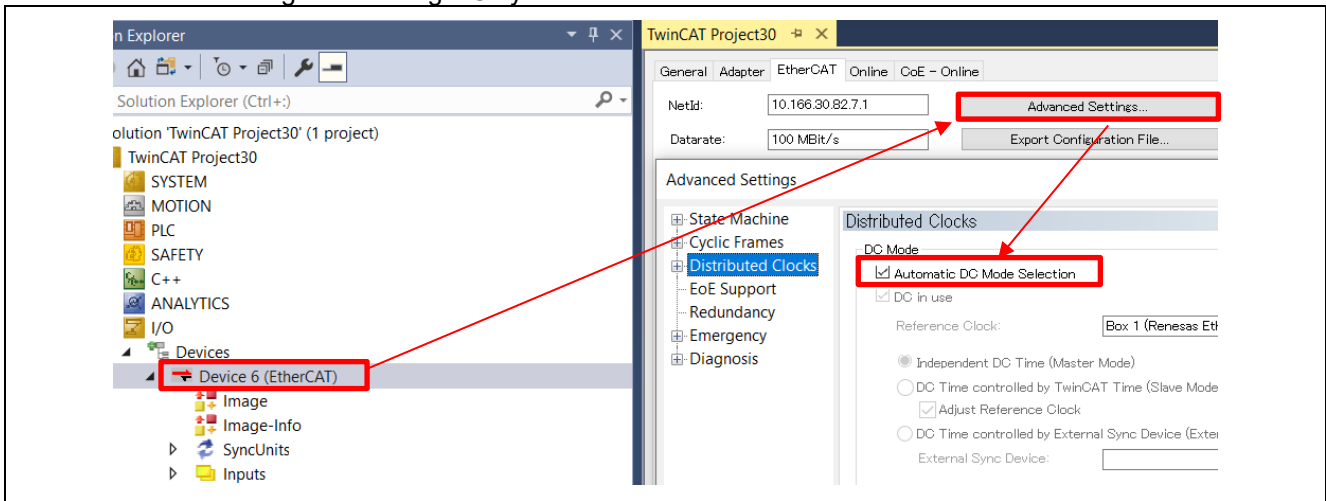 n Explorer
Solution Explorer (Ctrl+:)
olution 'TwinCAT Project30' (1 project)
TwinCAT Project30
SYSTEM
MOTION
PLC
SAFETY
C++
ANALYTICS
I/O
Devices
Device 6 (EtherCAT)
Image
Image-Info
SyncUnits
Inputs
TwinCAT Project30
General Adapter EtherCAT Online CoE - Online
NetId: 10.166.30.82.7.1 Advanced Settings...
Datarate: 100 MBit/s Export Configuration File...
Advanced Settings
State Machine
Cyclic Frames
Distributed Clocks
EoE Support
Redundancy
Emergency
Diagnosis
Distributed Clocks
DC Mode
Automatic DC Mode Selection
DC in use
Reference Clock: Box 1 (Renesas Eth
Independent DC Time (Master Mode)
DC Time controlled by TwinCAT Time (Slave Mode
Adjust Reference Clock
DC Time controlled by External Sync Device (Exter
External Sync Device: